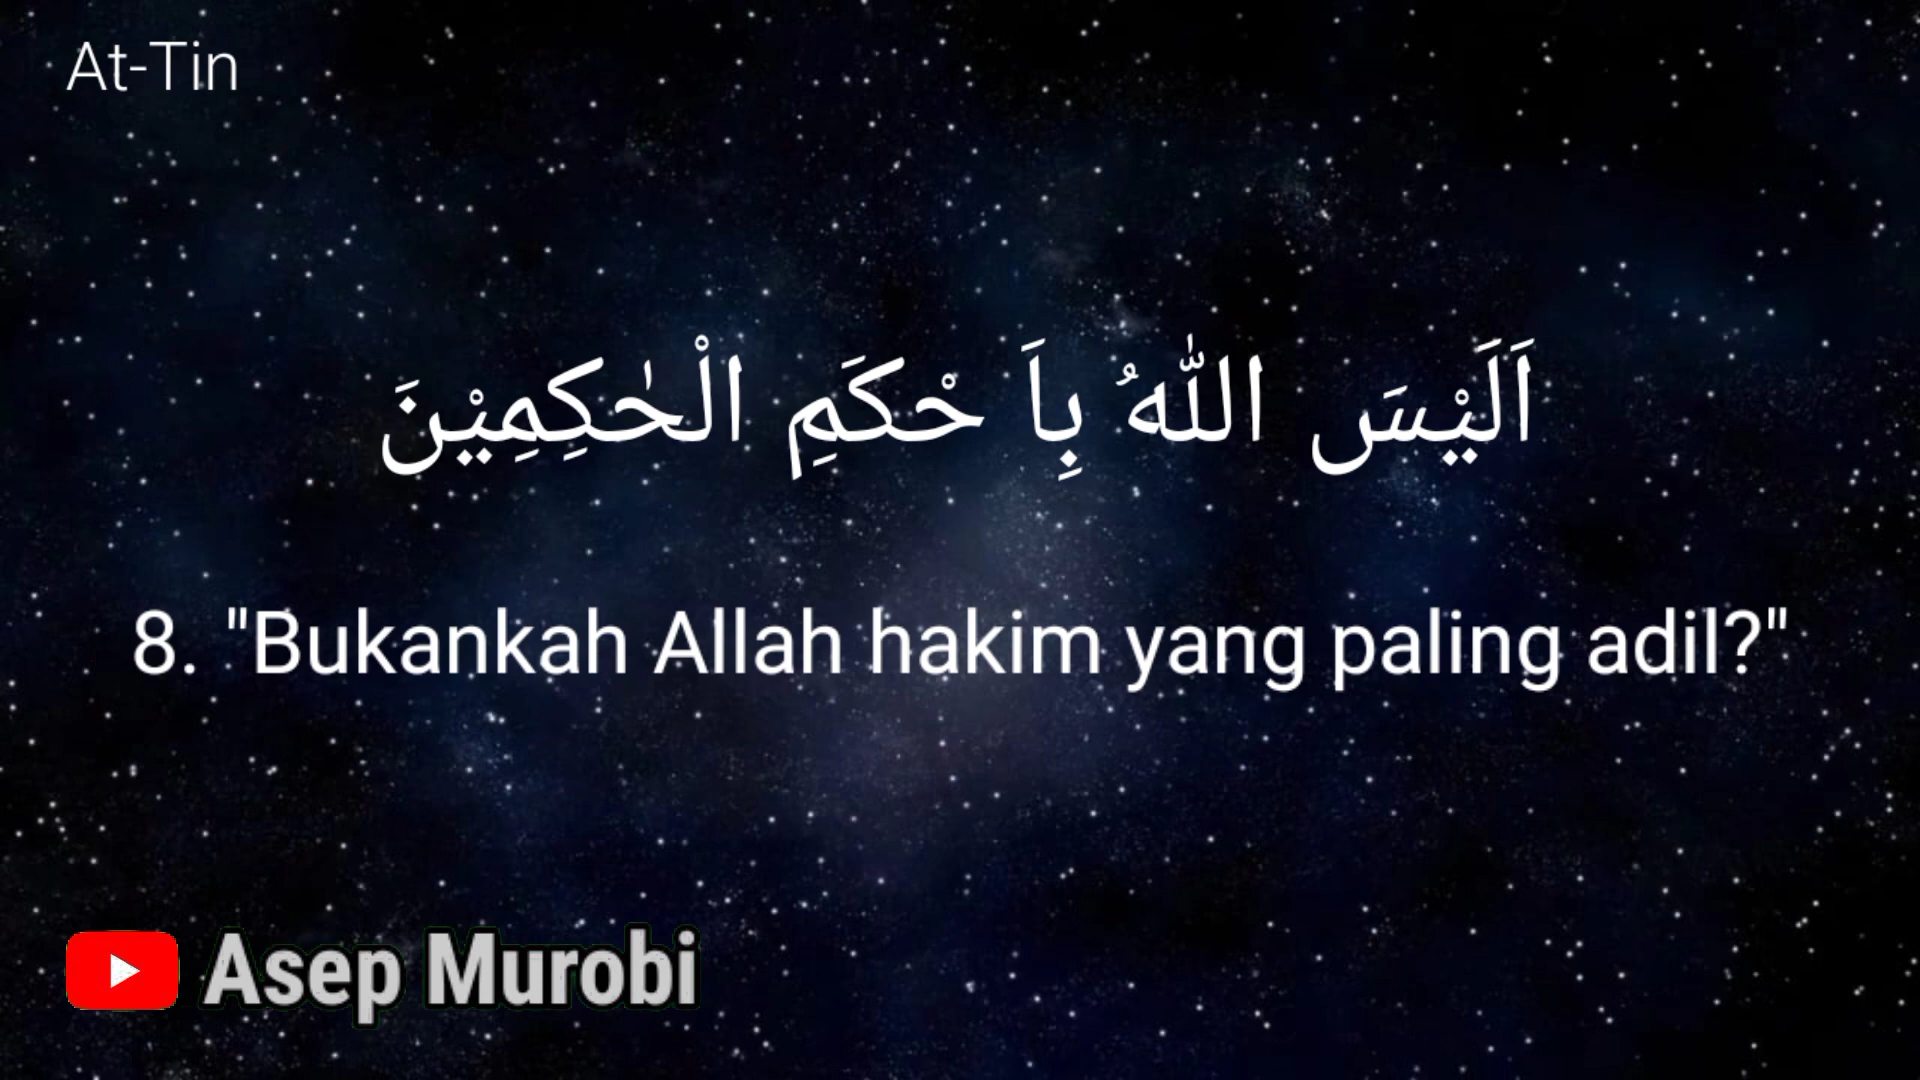 At-Tin
اَلَيْسَ اللّٰهُ بِاَ حْكَمِ الْحٰكِمِيْنَ
8. "Bukankah Allah hakim yang paling adil?"
Asep Murobi